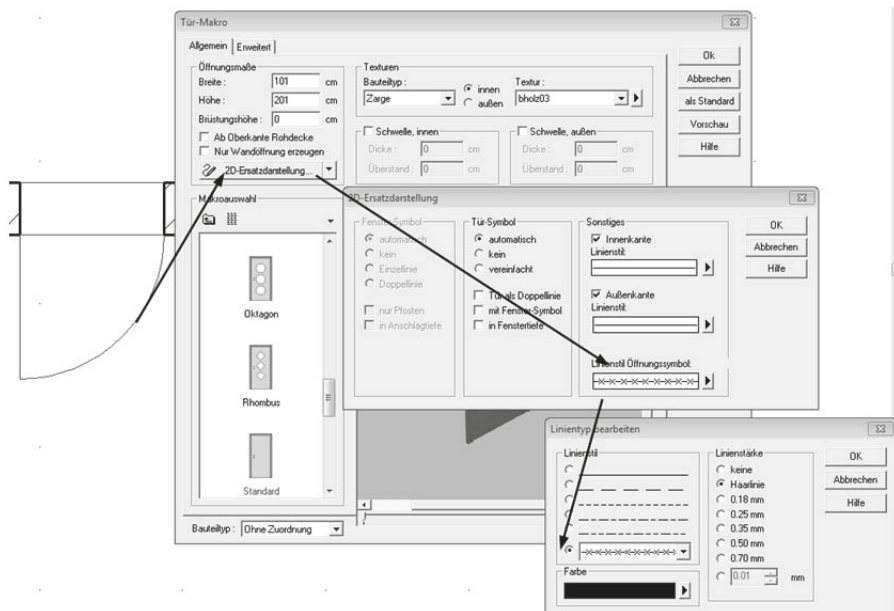 Tür-Makro
Allgemein
Erweitert
Öffnungsmaße
Breite :
101
cm
Höhe :
201
cm
Brüstungshöhe :
0
cm
Ab Oberkante Rohdecke
Nur Wandöffnung erzeugen
2D-Ersatzdarstellung...
Texturen
Bauteiltyp :
Zarge
innen
außen
Textur :
bholz03
Schwelle, innen
Dicke :
0
cm
Überstand :
0
cm
Schwelle, außen
Dicke :
0
cm
Überstand :
0
cm
Ok
Abbrechen
als Standard
Vorschau
Hilfe
Makroauswahl
Oktagon
Rhombus
Standard
Bauteiltyp :
Ohne Zuordnung
2D-Ersatzdarstellung
Fenster-Symbol
automatisch
kein
Einzellinie
Doppellinie
nur Pfosten
in Anschlagtiefe
Tür-Symbol
automatisch
kein
vereinfacht
Tür als Doppellinie
mit Fenster-Symbol
in Fenstertiefe
Sonstiges
Innenkante
Linienstil:
Außenkante
Linienstil:
Linienstil Öffnungssymbol:
OK
Abbrechen
Hilfe
Linientyp bearbeiten
Linienstil
Farbe
Linienstärke
keine
Haarlinie
0.18 mm
0.25 mm
0.35 mm
0.50 mm
0.70 mm
0.01
mm
OK
Abbrechen
Hilfe